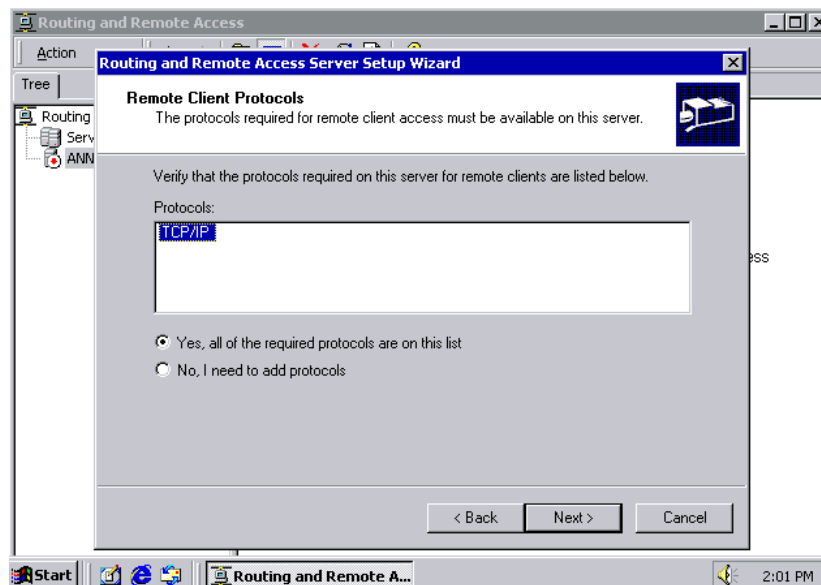 Routing and Remote Access
Action
Tree
Routing
Serv
ANN
ess
Routing and Remote Access Server Setup Wizard
Remote Client Protocols
The protocols required for remote client access must be available on this server.
Verify that the protocols required on this server for remote clients are listed below.
Protocols:
TCP/IP
Yes, all of the required protocols are on this list
No, I need to add protocols
< Back
Next >
Cancel
Start
Routing and Remote A...
2:01 PM